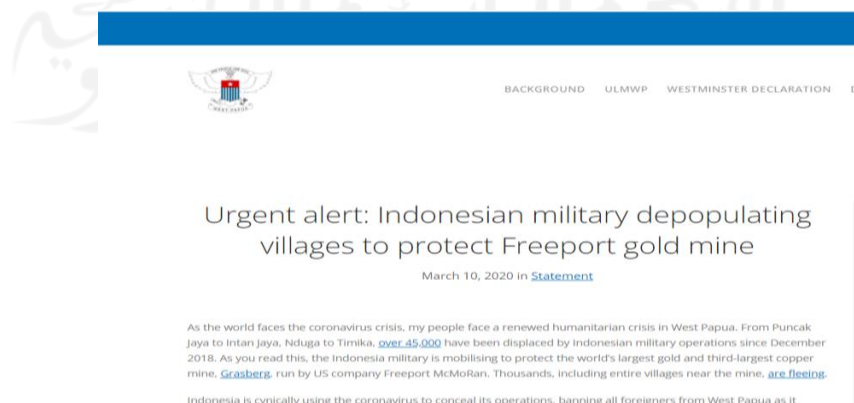 BACKGROUND ULMWP WESTMINSTER DECLARATION
Urgent alert: Indonesian military depopulating
villages to protect Freeport gold mine
March 10, 2020 in Statement
As the world faces the coronavirus crisis, my people face a renewed humanitarian crisis in West Papua. From Puncak
Jaya to Intan Jaya, Nduga to Timika, over 45,000 have been displaced by Indonesian military operations since December
2018. As you read this, the Indonesia military is mobilising to protect the world's largest gold and third-largest copper
mine, Grasberg, run by US company Freeport McMoRan. Thousands, including entire villages near the mine, are fleeing.
Indonesia is cynically using the coronavirus to conceal its operations, banning all foreigners from West Papua as it